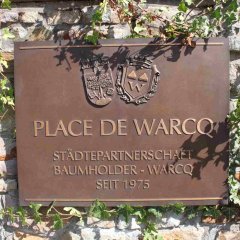 PLACE DE WARCQ
STÄDTEPARTNERSCHAFT
BAUMHOLDER - WARCQ
SEIT 1975